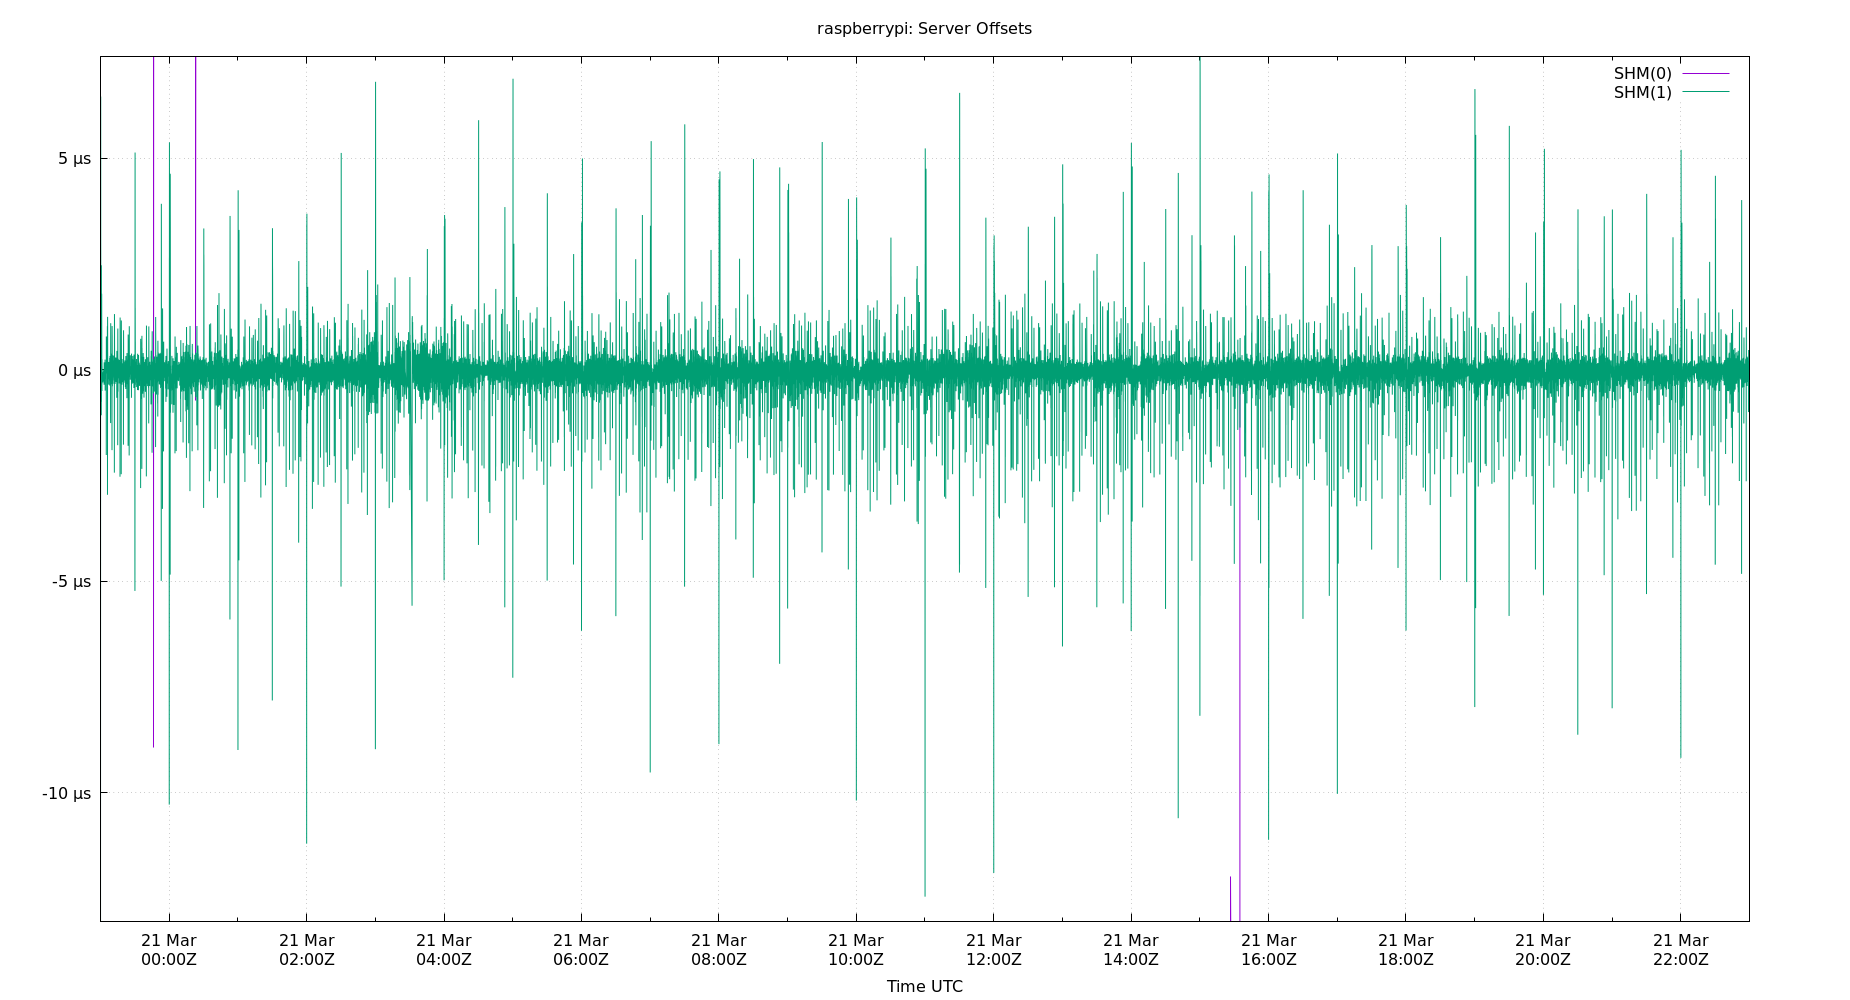 raspberrypi: Server Offsets
SHM(0)
SHM(1)
5 µs
0 µs
-5 µs
-10 µs
21 Mar 21 Mar 21 Mar 21 Mar 21 Mar 21 Mar 21 Mar 21 Mar 21 Mar 21 Mar 21 Mar 21 Mar
00:00Z 02:00Z 04:00Z 06:00Z 08:00Z 10:00Z 12:00Z 14:00Z 16:00Z 18:00Z 20:00Z 22:00Z
Time UTC